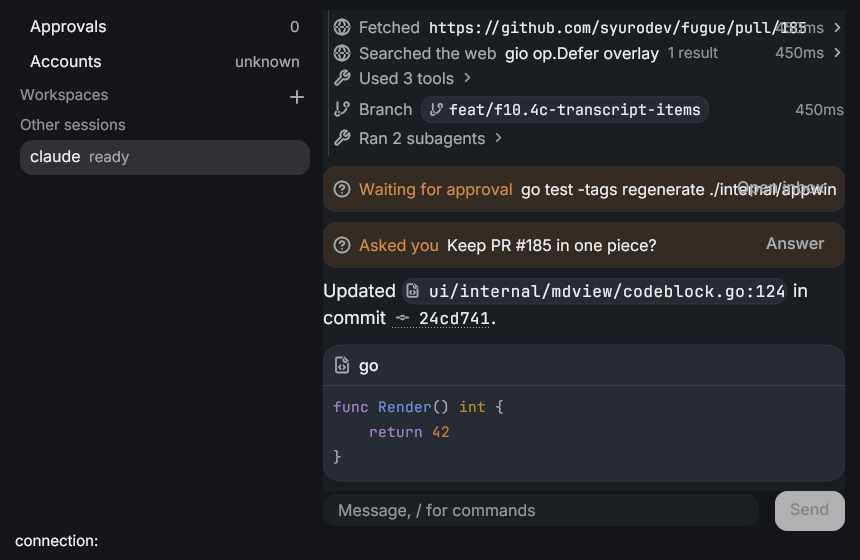 Approvals 0
Accounts unknown
Workspaces +
Other sessions
claude ready
connection:
Fetched https://github.com/syurodev/fugue/pull/185 450ms
Searched the web gio op.Defer overlay 1 result 450ms
Used 3 tools
Branch feat/f10.4c-transcript-items 450ms
Ran 2 subagents
Waiting for approval go test -tags regenerate ./internal/appwin Open inbox
Asked you Keep PR #185 in one piece? Answer
Updated ui/internal/mdview/codeblock.go:124 in
commit 24cd741.
go
func Render() int {
    return 42
}
Message, / for commands Send